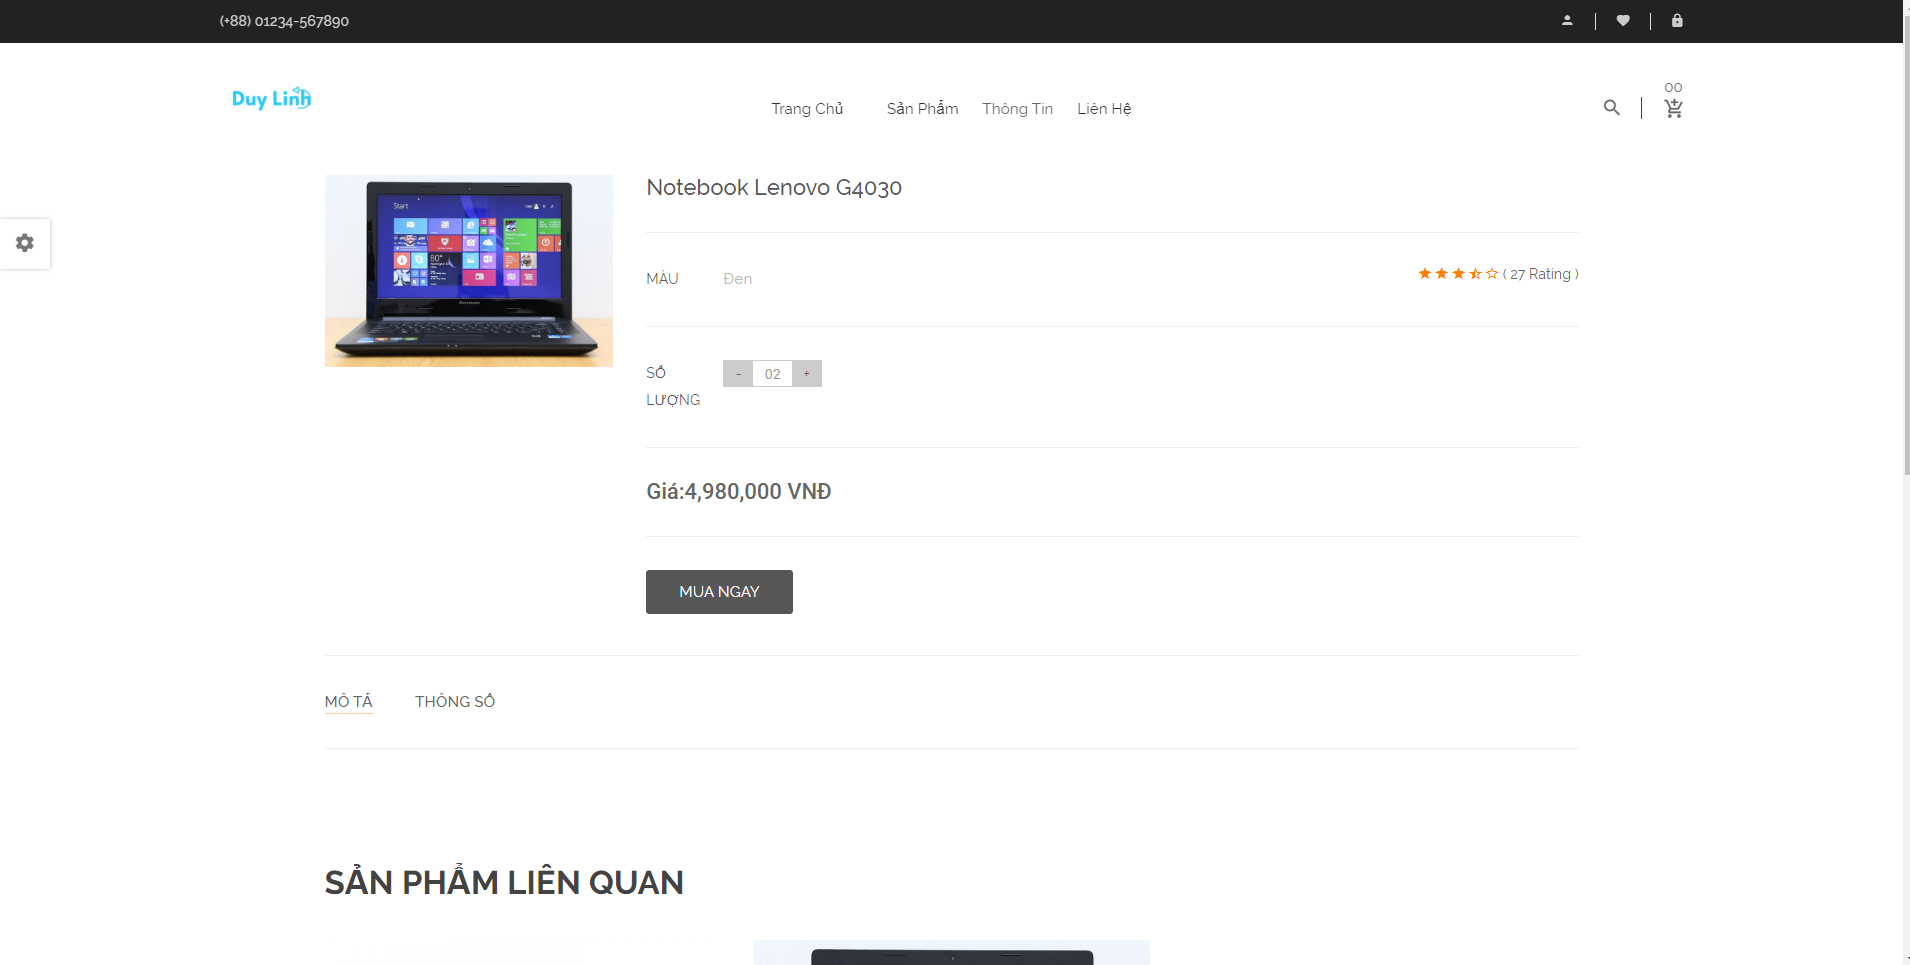 (+88) 01234-567890
Duy Linh
Trang Chủ Sản Phẩm Thông Tin Liên Hệ
00
Notebook Lenovo G4030
Start
80°
MÀU Đen
( 27 Rating )
SỐ LƯỢNG
- 02 +
Giá:4,980,000 VNĐ
MUA NGAY
MÔ TẢ THÔNG SỐ
SẢN PHẨM LIÊN QUAN